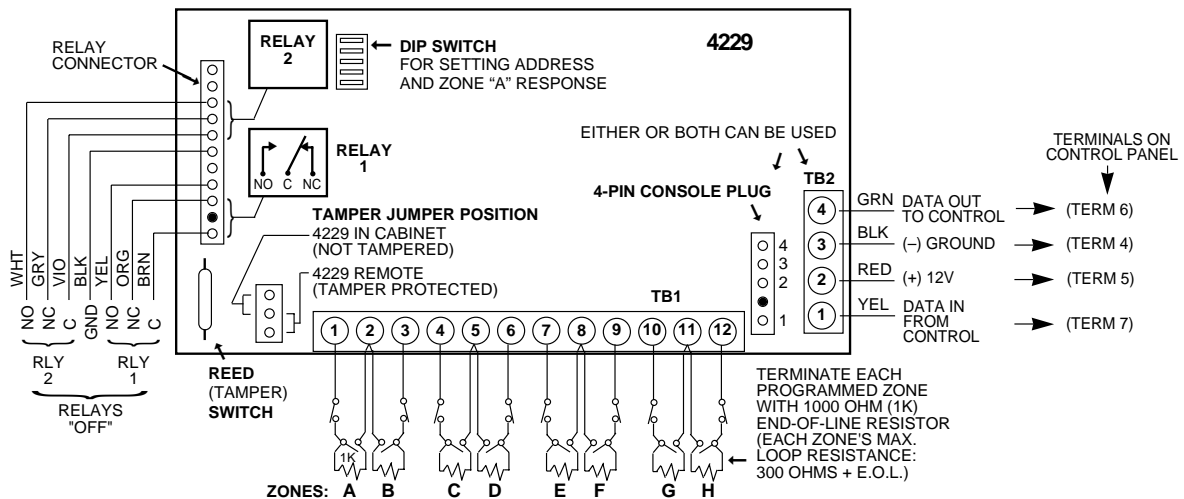 4229
RELAY
CONNECTOR
RELAY
2
DIP SWITCH
FOR SETTING ADDRESS
AND ZONE “A” RESPONSE
RELAY
1
NO C NC
EITHER OR BOTH CAN BE USED
4-PIN CONSOLE PLUG
TB2
TERMINALS ON
CONTROL PANEL
TAMPER JUMPER POSITION
4229 IN CABINET
(NOT TAMPERED)
4229 REMOTE
(TAMPER PROTECTED)
4
3
2
1
4 GRN DATA OUT
TO CONTROL
(TERM 6)
3 BLK (–) GROUND
(TERM 4)
2 RED (+) 12V
(TERM 5)
1 YEL DATA IN
FROM
CONTROL
(TERM 7)
WHT
GRY
VIO
BLK
YEL
ORG
BRN
NO
NC
C
GND
NO
NC
C
RLY
2
RLY
1
RELAYS
"OFF"
REED
(TAMPER)
SWITCH
TB1
1 2 3 4 5 6 7 8 9 10 11 12
TERMINATE EACH
PROGRAMMED ZONE
WITH 1000 OHM (1K)
END-OF-LINE RESISTOR
(EACH ZONE'S MAX.
LOOP RESISTANCE:
300 OHMS + E.O.L.)
1K
ZONES: A B C D E F G H